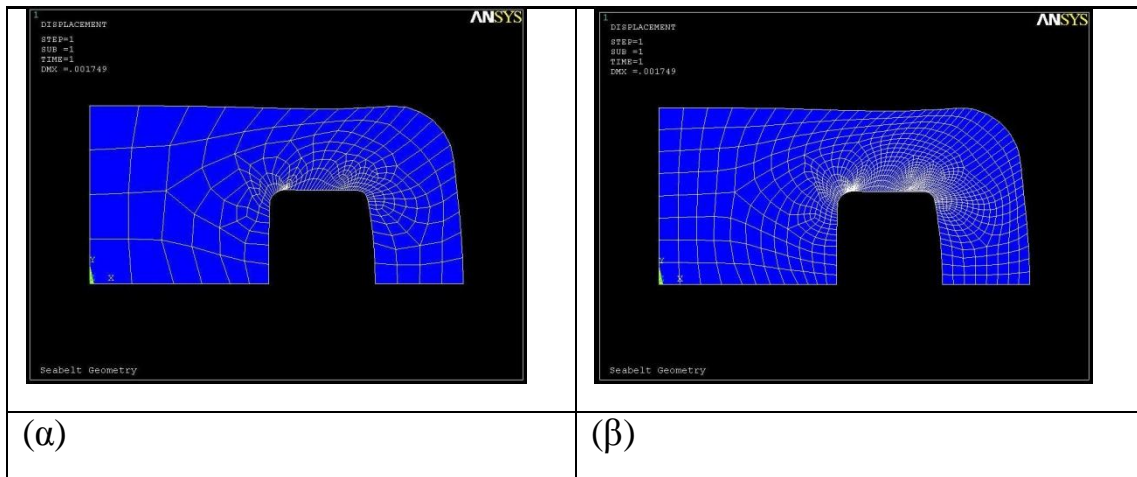 1
ANSYS
DISPLACEMENT
STEP=1
SUB =1
TIME=1
DMX =.001749
Y
X
Seabelt Geometry
1
ANSYS
DISPLACEMENT
STEP=1
SUB =1
TIME=1
DMX =.001749
Y
X
Seabelt Geometry
(α)
(β)